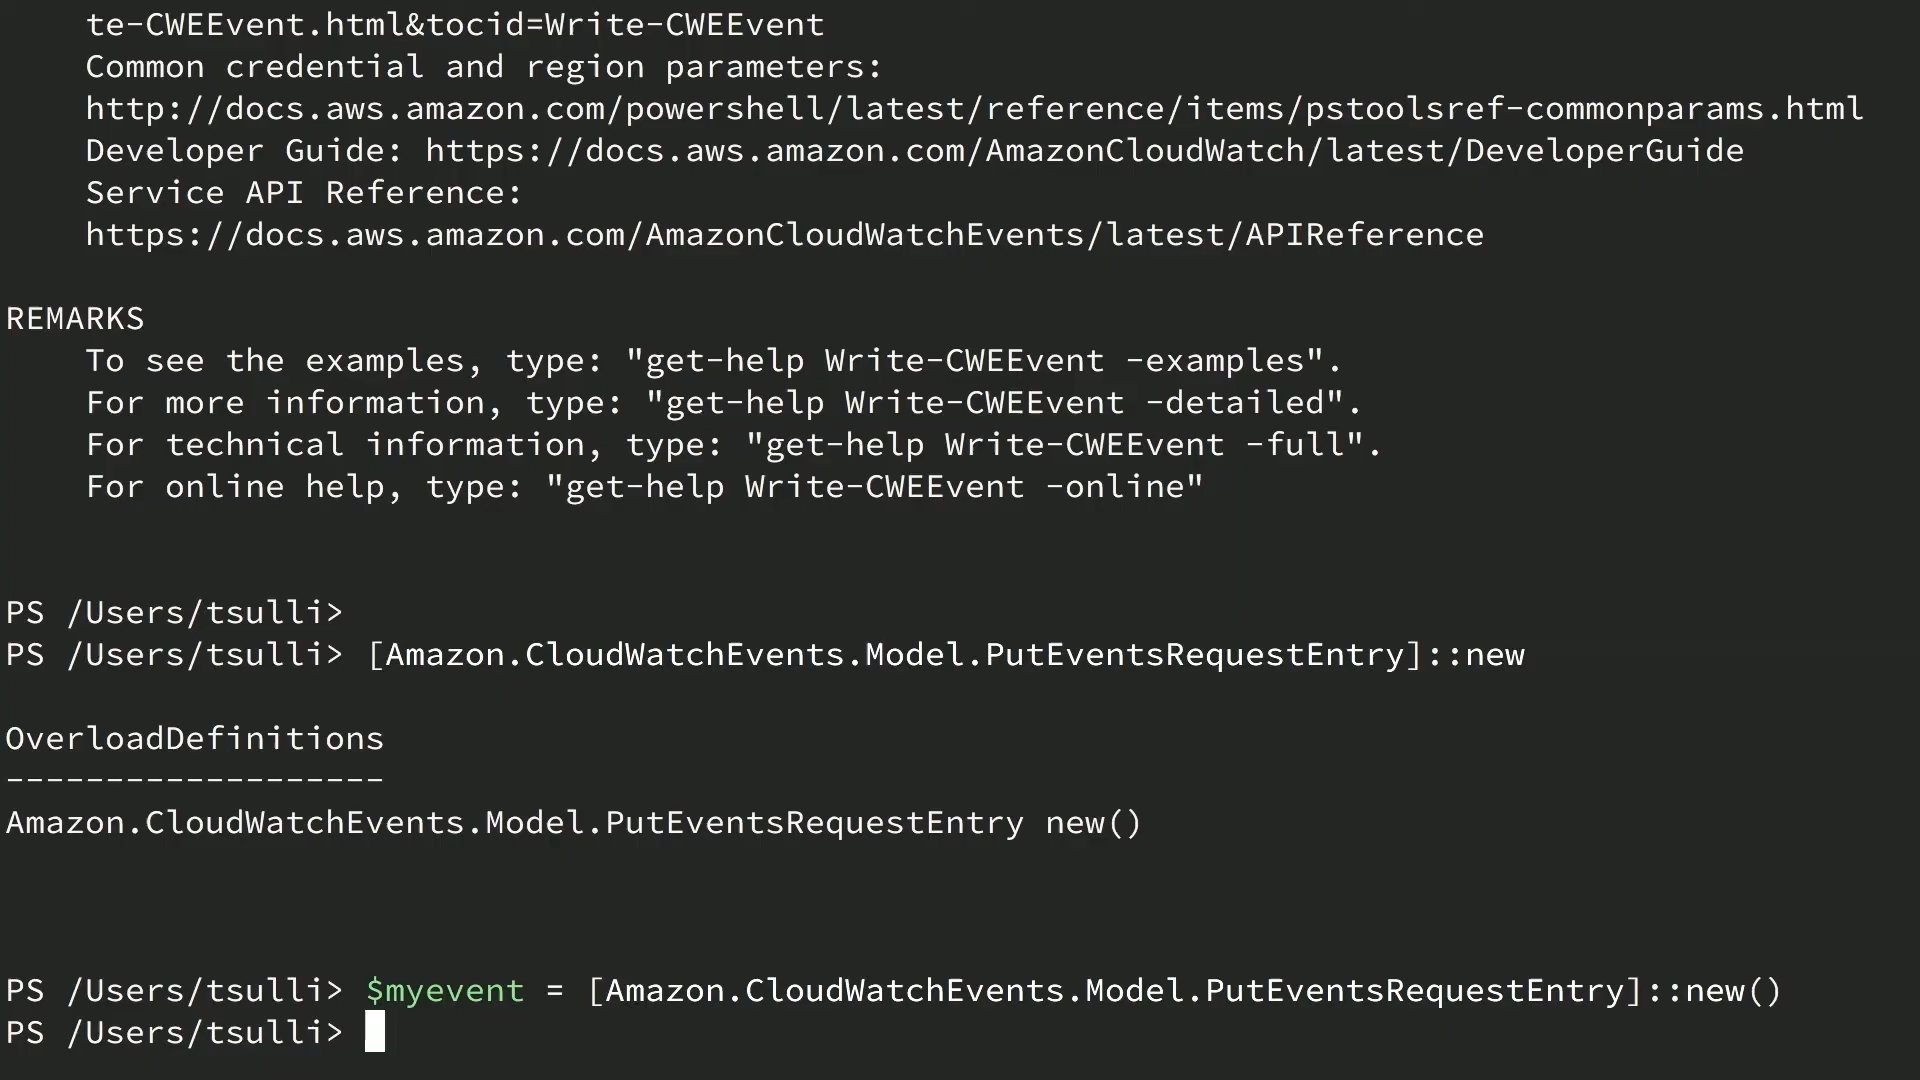 te-CWEEvent.html&tocid=Write-CWEEvent
Common credential and region parameters:
http://docs.aws.amazon.com/powershell/latest/reference/items/pstoolsref-commonparams.html
Developer Guide: https://docs.aws.amazon.com/AmazonCloudWatch/latest/DeveloperGuide
Service API Reference:
https://docs.aws.amazon.com/AmazonCloudWatchEvents/latest/APIReference
REMARKS
To see the examples, type: "get-help Write-CWEEvent -examples".
For more information, type: "get-help Write-CWEEvent -detailed".
For technical information, type: "get-help Write-CWEEvent -full".
For online help, type: "get-help Write-CWEEvent -online"
PS /Users/tsulli>
PS /Users/tsulli> [Amazon.CloudWatchEvents.Model.PutEventsRequestEntry]::new
OverloadDefinitions
-------------------
Amazon.CloudWatchEvents.Model.PutEventsRequestEntry new()
PS /Users/tsulli> $myevent = [Amazon.CloudWatchEvents.Model.PutEventsRequestEntry]::new()
PS /Users/tsulli>